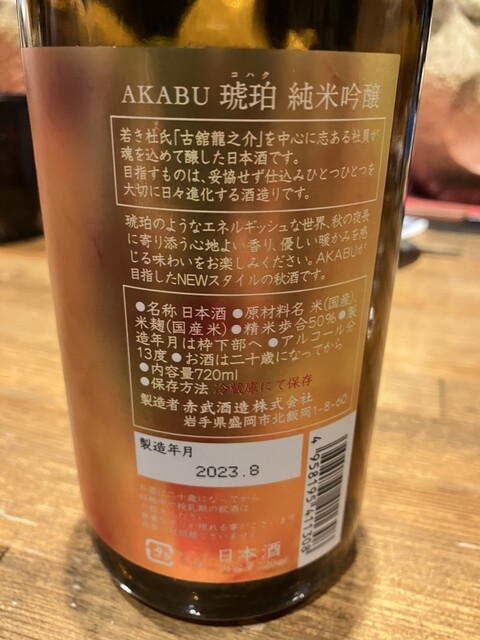 コハク
AKABU 琥珀 純米吟醸
若き杜氏「古舘龍之介」を中心に志ある社員が
魂を込めて醸した日本酒です。
目指すものは、妥協せず仕込みひとつひとつを
大切に日々進化する酒造りです。
琥珀のようなエネルギッシュな世界、秋の夜長
に寄り添う心地よい香り、優しい暖かみを感
じる味わいをお楽しみください。AKABUが
目指したNEWスタイルの秋酒です。
●名称 日本酒 ●原材料名 米(国産)、
米麹(国産米) ●精米歩合50% ●製
造年月は枠下部へ ●アルコール分
13度 ●お酒は二十歳になってから
●内容量720ml
●保存方法 冷蔵庫にて保存
製造者 赤武酒造株式会社
岩手県盛岡市北飯岡1-8-60
製造年月
2023.8
お酒は二十歳になってから
日本酒
4958195411308